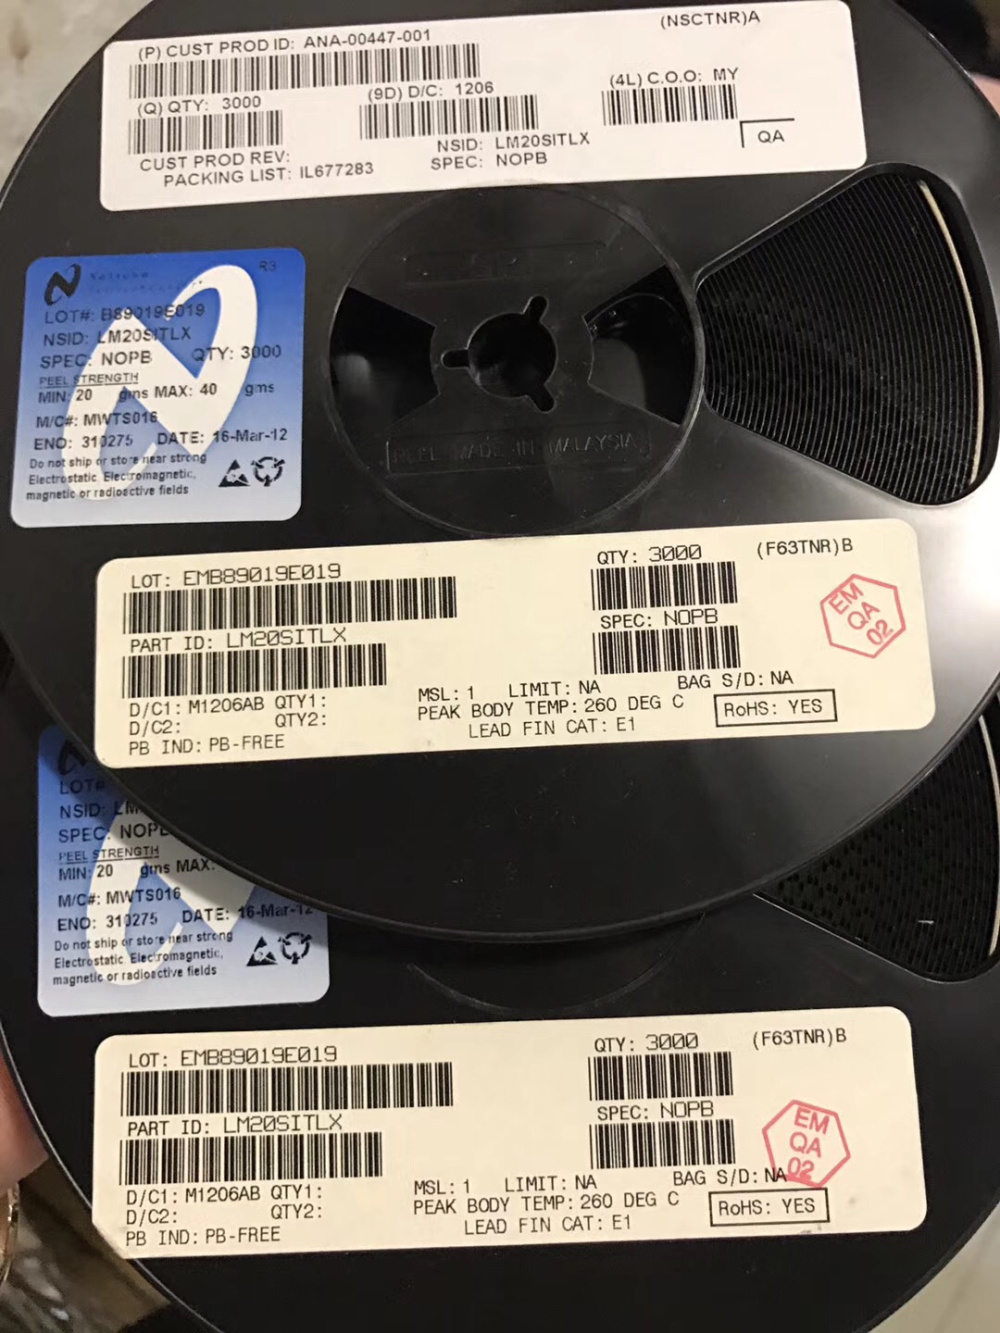 (P) CUST PROD ID: ANA-00447-001
(NSCTNR)A
(Q) QTY: 3000
(9D) D/C: 1206
(4L) C.O.O: MY
CUST PROD REV:
NSID: LM20SITLX
QA
PACKING LIST: IL677283
SPEC: NOPB
R3
National
LOT#: B89019E019
NSID: LM20SITLX
SPEC: NOPB QTY: 3000
PEEL STRENGTH
MIN: 20 gms MAX: 40 gms
M/C#: MWTS016
ENO: 310275 DATE: 16-Mar-12
Do not ship or store near strong
Electrostatic, Electromagnetic,
magnetic or radioactive fields
REEL MADE IN MALAYSIA
LOT: EMB89019E019
QTY: 3000
(F63TNR)B
PART ID: LM20SITLX
SPEC: NOPB
EM
QA
02
D/C1: M1206AB QTY1:
D/C2: QTY2:
PB IND: PB-FREE
MSL: 1 LIMIT: NA BAG S/D: NA
PEAK BODY TEMP: 260 DEG C
RoHS: YES
LEAD FIN CAT: E1
LOT#
NSID: LM
SPEC: NOPB
PEEL STRENGTH
MIN: 20 gms MAX:
M/C#: MWTS016
ENO: 310275 DATE: 16-Mar-12
Do not ship or store near strong
Electrostatic, Electromagnetic,
magnetic or radioactive fields
LOT: EMB89019E019
QTY: 3000
(F63TNR)B
PART ID: LM20SITLX
SPEC: NOPB
EM
QA
02
D/C1: M1206AB QTY1:
D/C2: QTY2:
PB IND: PB-FREE
MSL: 1 LIMIT: NA BAG S/D: NA
PEAK BODY TEMP: 260 DEG C
RoHS: YES
LEAD FIN CAT: E1